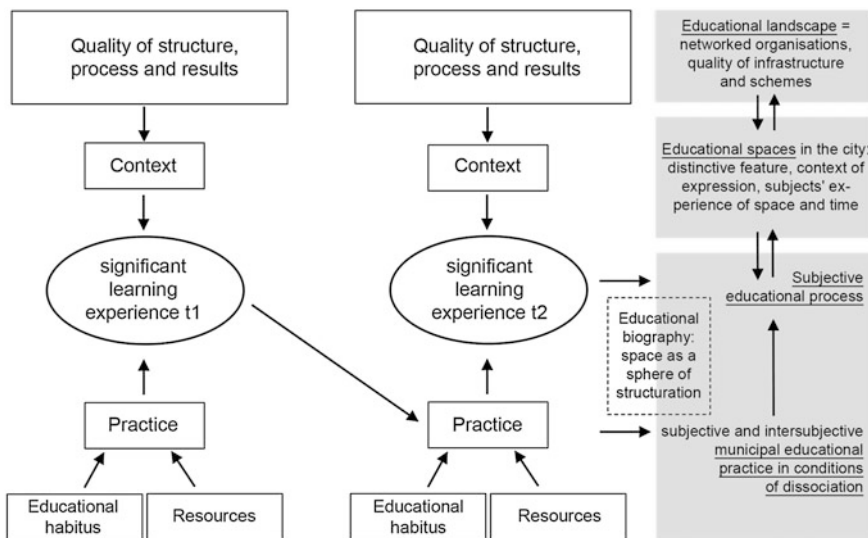 Quality of structure,
process and results
Context
significant
learning
experience t1
Practice
Educational
habitus
Resources
Quality of structure,
process and results
Context
significant
learning
experience t2
Practice
Educational
habitus
Resources
Educational landscape =
networked organisations,
quality of infrastructure
and schemes
Educational spaces in the city:
distinctive feature, context of
expression, subjects' ex-
perience of space and time
Subjective
educational process
Educational
biography:
space as a
sphere of
structuration
subjective and intersubjective
municipal educational
practice in conditions
of dissociation